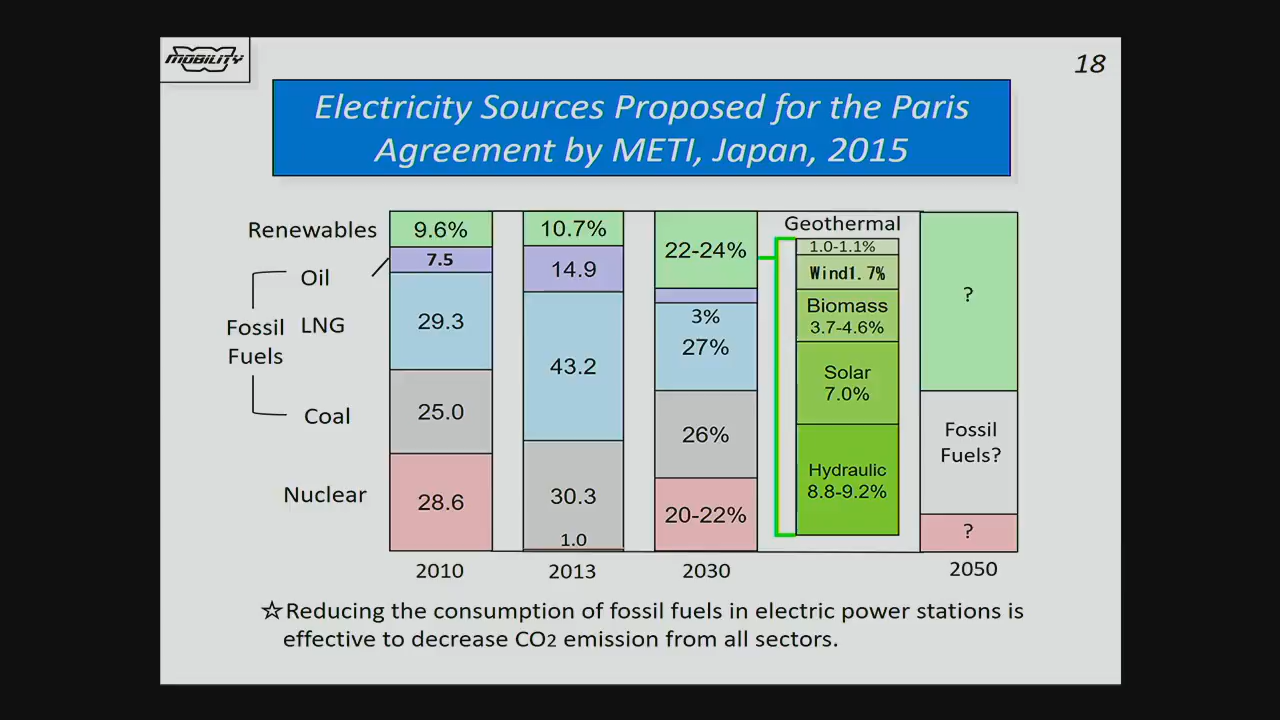 MOBILITY
18
Electricity Sources Proposed for the Paris
Agreement by METI, Japan, 2015
Renewables
Oil
Fossil
Fuels
LNG
Coal
Nuclear
9.6%
7.5
29.3
25.0
28.6
2010
10.7%
14.9
43.2
30.3
1.0
2013
22-24%
3%
27%
26%
20-22%
2030
Geothermal
1.0-1.1%
Wind1.7%
Biomass
3.7-4.6%
Solar
7.0%
Hydraulic
8.8-9.2%
?
Fossil
Fuels?
?
2050
☆Reducing the consumption of fossil fuels in electric power stations is
effective to decrease CO2 emission from all sectors.